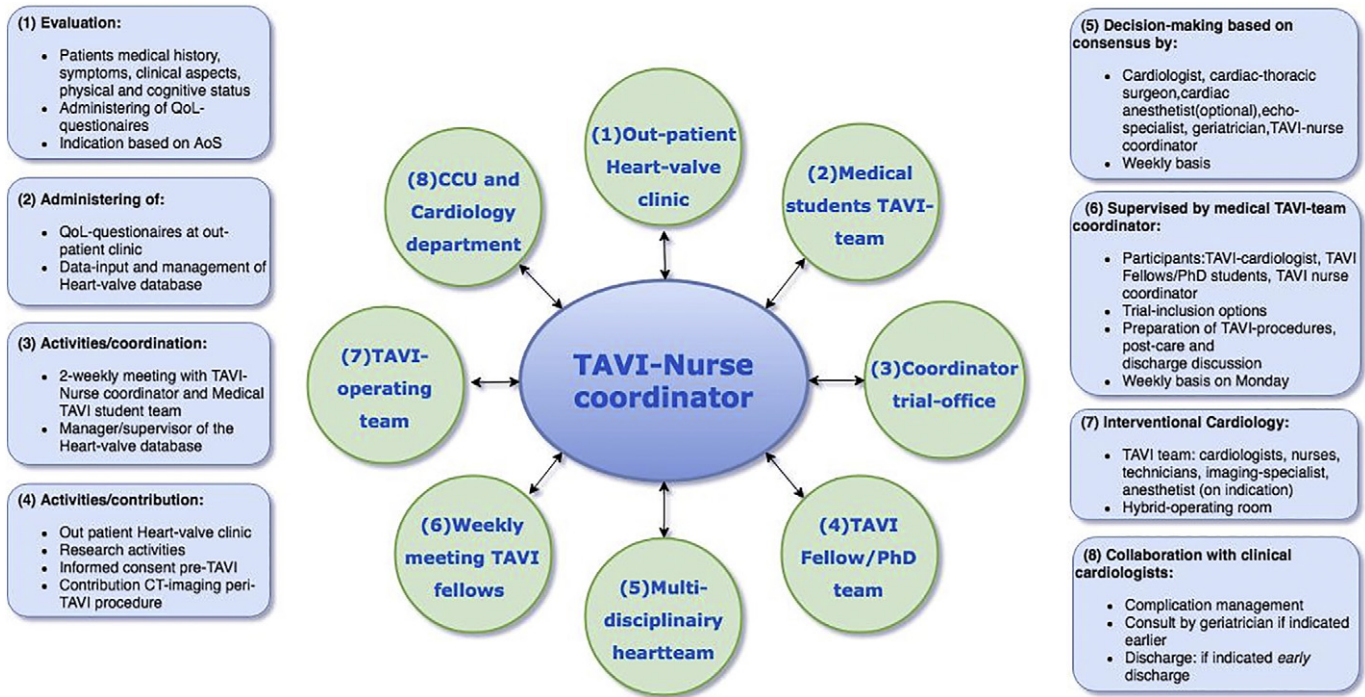 (1) Evaluation:
• Patients medical history,
symptoms, clinical aspects,
physical and cognitive status
• Administering of QoL-
questionaires
• Indication based on AoS
(2) Administering of:
• QoL-questionaires at out-
patient clinic
• Data-input and management of
Heart-valve database
(3) Activities/coordination:
• 2-weekly meeting with TAVI-
Nurse coordinator and Medical
TAVI student team
• Manager/supervisor of the
Heart-valve database
(4) Activities/contribution:
• Out patient Heart-valve clinic
• Research activities
• Informed consent pre-TAVI
• Contribution CT-imaging peri-
TAVI procedure
(1)Out-patient
Heart-valve
clinic
(2)Medical
students TAVI-
team
(3)Coordinator
trial-office
(4)TAVI
Fellow/PhD
team
(5)Multi-
disciplinairy
heartteam
(6)Weekly
meeting TAVI
fellows
(7)TAVI-
operating
team
(8)CCU and
Cardiology
department
TAVI-Nurse
coordinator
(5) Decision-making based on
consensus by:
• Cardiologist, cardiac-thoracic
surgeon,cardiac
anesthetist(optional),echo-
specialist, geriatrician,TAVI-nurse
coordinator
• Weekly basis
(6) Supervised by medical TAVI-team
coordinator:
• Participants:TAVI-cardiologist, TAVI
Fellows/PhD students, TAVI nurse
coordinator
• Trial-inclusion options
• Preparation of TAVI-procedures,
post-care and
discharge discussion
• Weekly basis on Monday
(7) Interventional Cardiology:
• TAVI team: cardiologists, nurses,
technicians, imaging-specialist,
anesthetist (on indication)
• Hybrid-operating room
(8) Collaboration with clinical
cardiologists:
• Complication management
• Consult by geriatrician if indicated
earlier
• Discharge: if indicated early
discharge